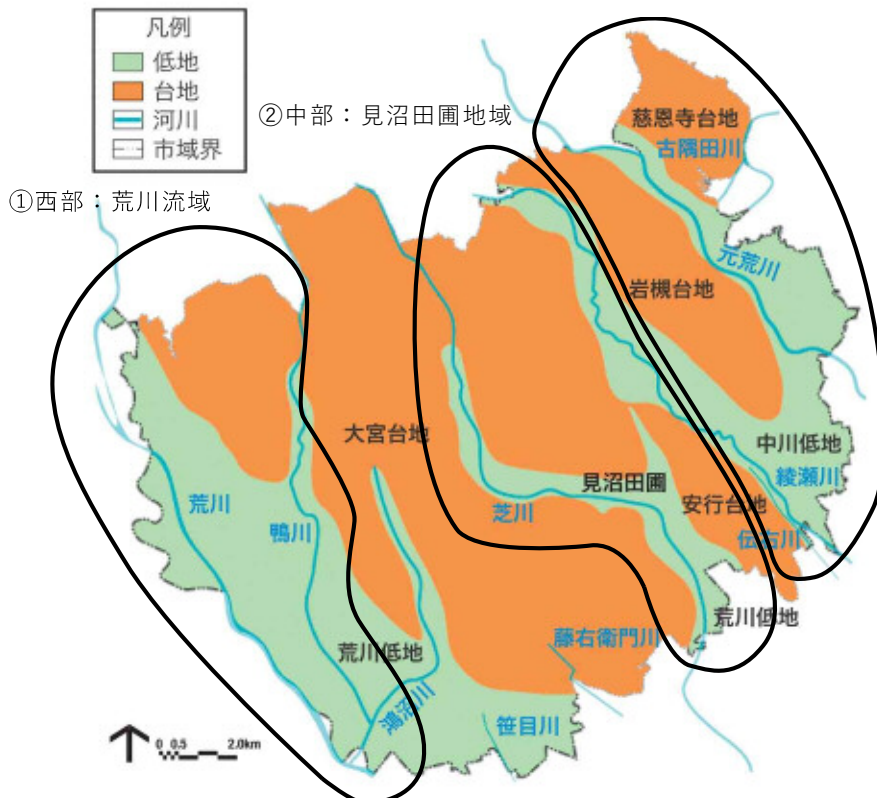 凡例
低地
台地
河川
市域界
②中部：見沼田圃地域
①西部：荒川流域
慈恩寺台地
古隅田川
元荒川
岩槻台地
大宮台地
中川低地
綾瀬川
見沼田圃
安行台地
荒川
鴨川
芝川
伝右川
荒川低地
藤右衛門川
荒川低地
鴻沼川
笹目川
0 0.5 2.0km